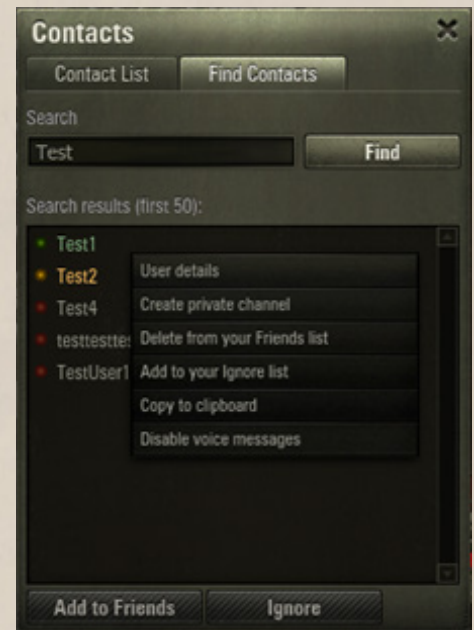 Contacts
Contact List
Find Contacts
Search
Test
Find
Search results (first 50):
Test1
Test2
Test4
testtesttes
TestUser1
User details
Create private channel
Delete from your Friends list
Add to your Ignore list
Copy to clipboard
Disable voice messages
Add to Friends
Ignore